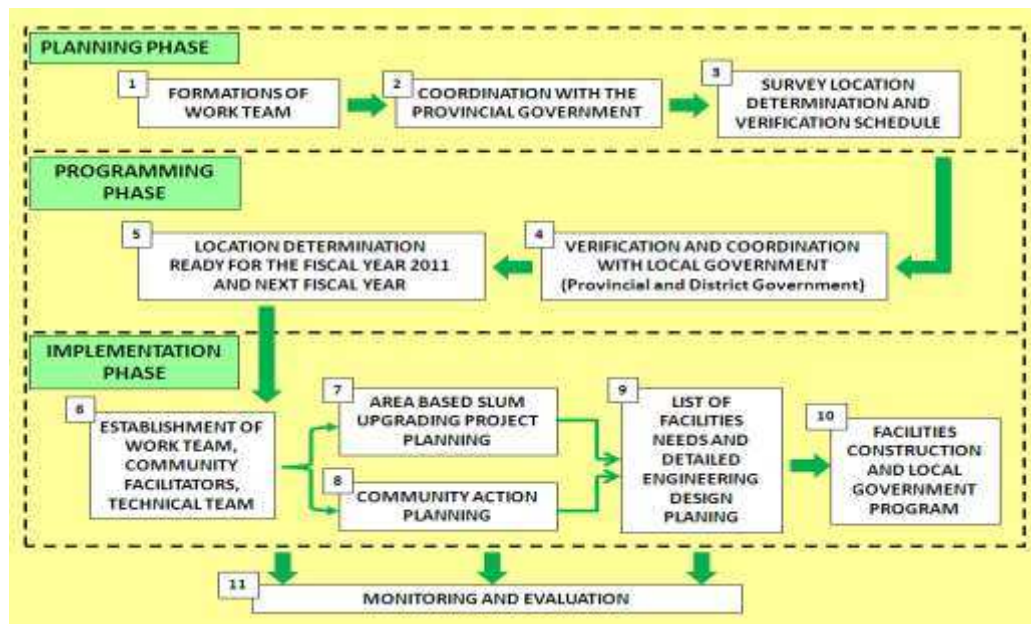 PLANNING PHASE
1
FORMATIONS OF
WORK TEAM
2
COORDINATION WITH THE
PROVINCIAL GOVERNMENT
3
SURVEY LOCATION
DETERMINATION AND
VERIFICATION SCHEDULE
PROGRAMMING
PHASE
4
VERIFICATION AND COORDINATION
WITH LOCAL GOVERNMENT
(Provincial and District Government)
5
LOCATION DETERMINATION
READY FOR THE FISCAL YEAR 2011
AND NEXT FISCAL YEAR
IMPLEMENTATION
PHASE
6
ESTABLISHMENT OF
WORK TEAM,
COMMUNITY
FACILITATORS,
TECHNICAL TEAM
7
AREA BASED SLUM
UPGRADING PROJECT
PLANNING
8
COMMUNITY ACTION
PLANNING
9
LIST OF
FACILITIES
NEEDS AND
DETAILED
ENGINEERING
DESIGN
PLANING
10
FACILITIES
CONSTRUCTION
AND LOCAL
GOVERNMENT
PROGRAM
11
MONITORING AND EVALUATION